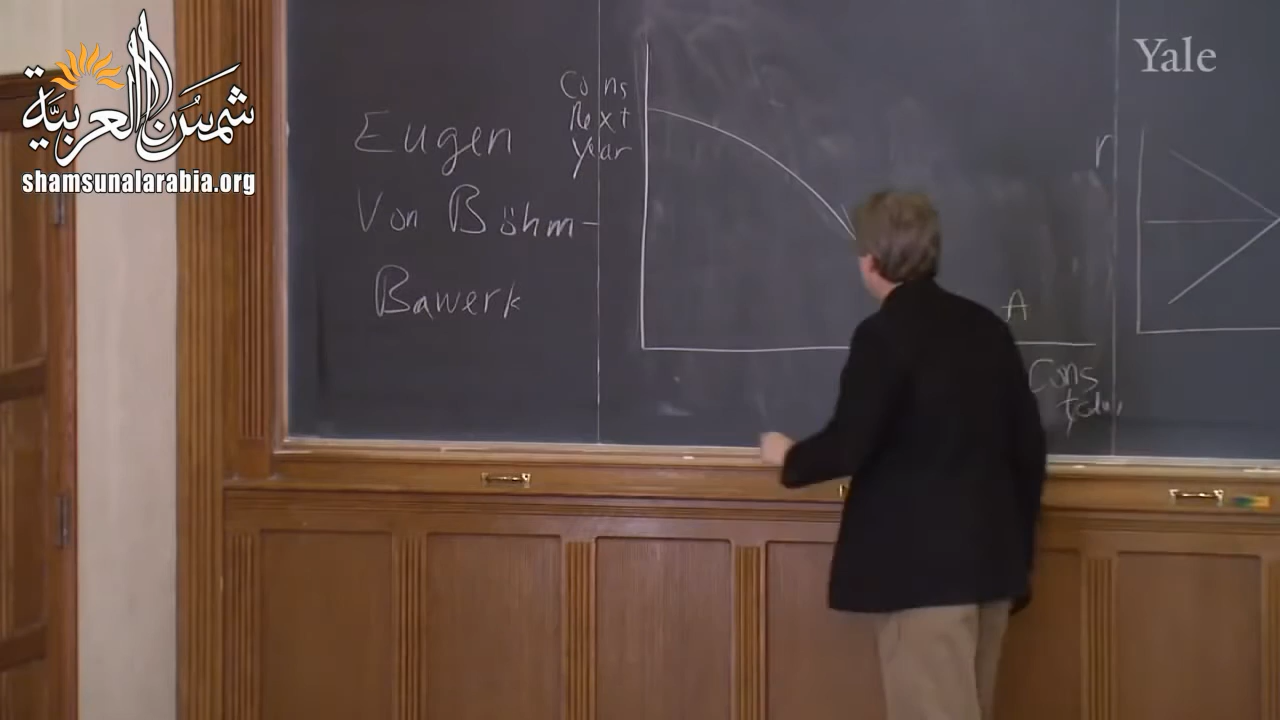 شمس العربية
shamsunalarabia.org
Yale
Eugen
Von Böhm-
Bawerk
Cons
Next
year
A
Cons
r